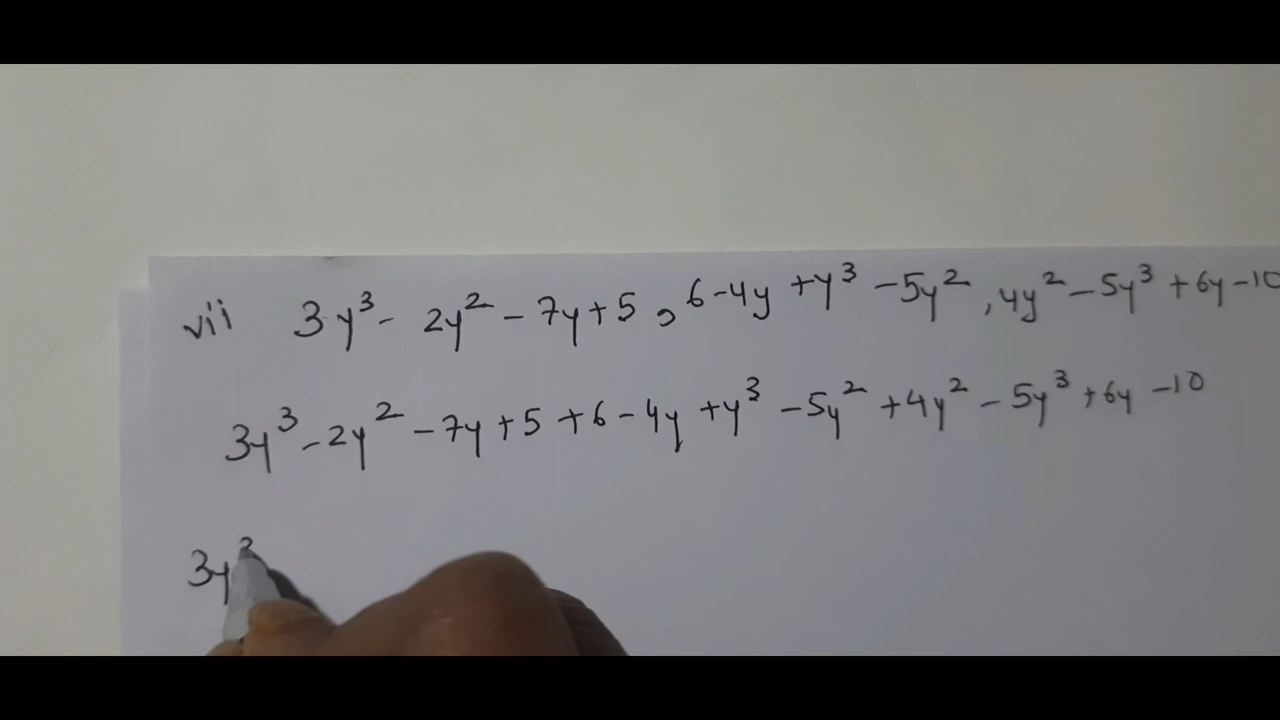 vii 3y³ - 2y² - 7y + 5 , 6 - 4y + y³ - 5y² , 4y² - 5y³ + 6y - 10
3y³ - 2y² - 7y + 5 + 6 - 4y + y³ - 5y² + 4y² - 5y³ + 6y - 10
3y³